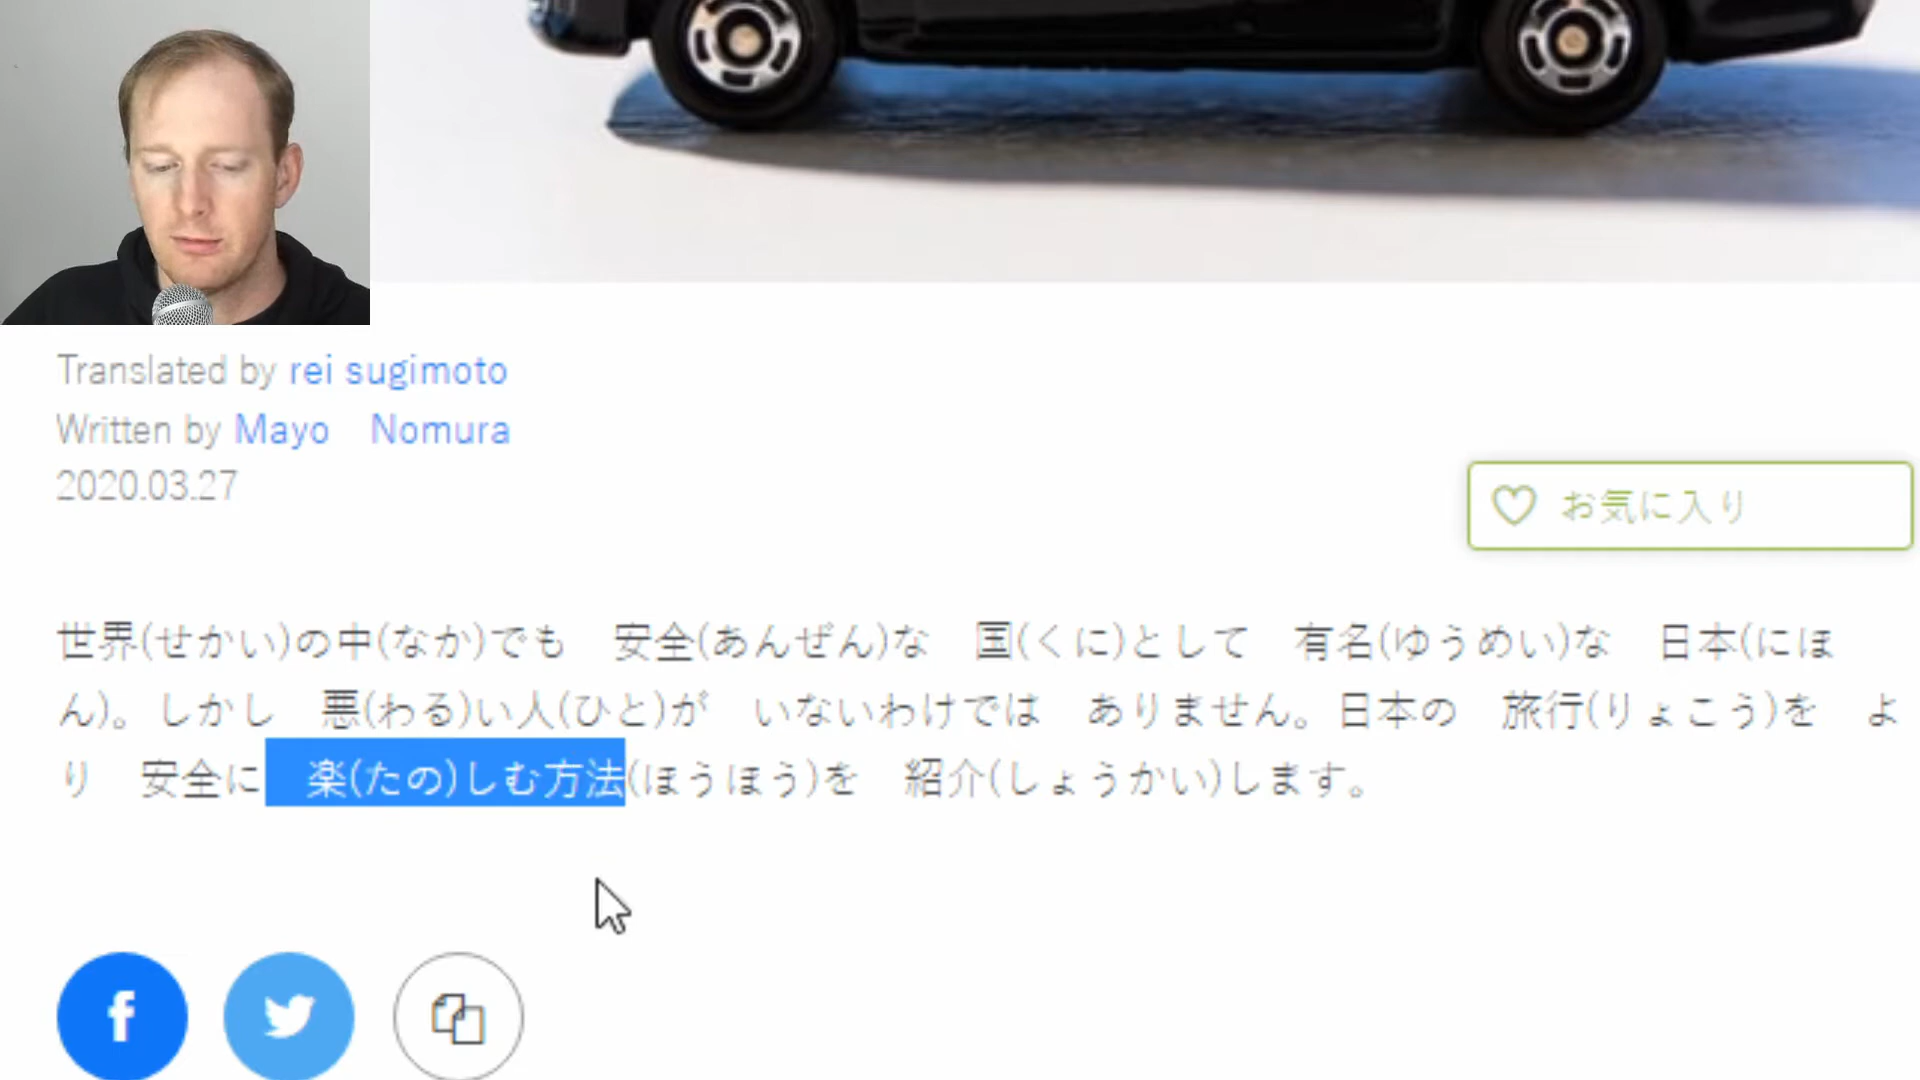 Translated by rei sugimoto
Written by Mayo　Nomura
2020.03.27
お気に入り
世界(せかい)の中(なか)でも　安全(あんぜん)な　国(くに)として　有名(ゆうめい)な　日本(にほ
ん)。しかし　悪(わる)い人(ひと)が　いないわけでは　ありません。日本の　旅行(りょこう)を　よ
り　安全に　楽(たの)しむ方法(ほうほう)を　紹介(しょうかい)します。